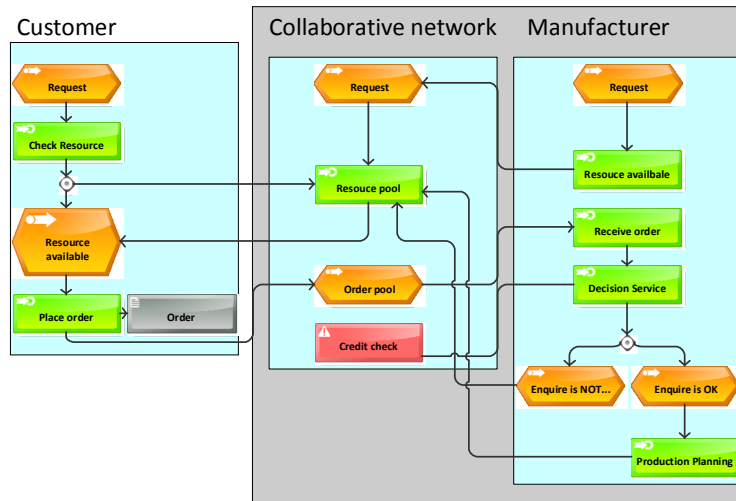 Customer
Collaborative network
Manufacturer
Request
Check Resource
Resource
available
Place order
Order
Request
Resouce pool
Order pool
Credit check
Request
Resouce availbale
Receive order
Decision Service
Enquire is NOT...
Enquire is OK
Production Planning